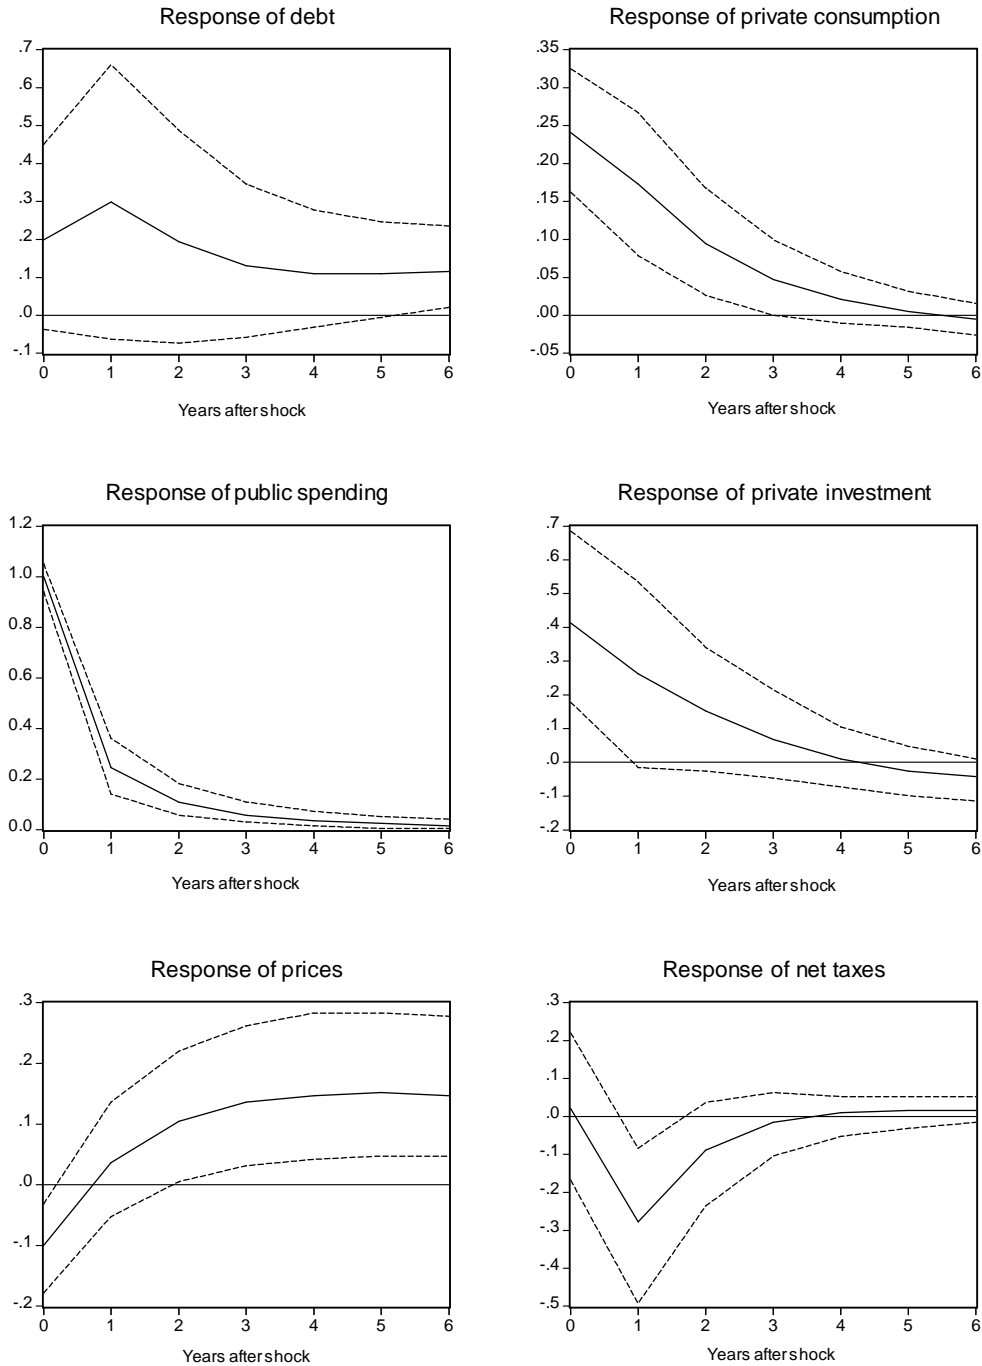 Response of debt
.7
.6
.5
.4
.3
.2
.1
.0
-.1
0 1 2 3 4 5 6
Years after shock
Response of private consumption
.35
.30
.25
.20
.15
.10
.05
.00
-.05
0 1 2 3 4 5 6
Years after shock
Response of public spending
1.2
1.0
0.8
0.6
0.4
0.2
0.0
0 1 2 3 4 5 6
Years after shock
Response of private investment
.7
.6
.5
.4
.3
.2
.1
.0
-.1
-.2
0 1 2 3 4 5 6
Years after shock
Response of prices
.3
.2
.1
.0
-.1
-.2
0 1 2 3 4 5 6
Years after shock
Response of net taxes
.3
.2
.1
.0
-.1
-.2
-.3
-.4
-.5
0 1 2 3 4 5 6
Years after shock